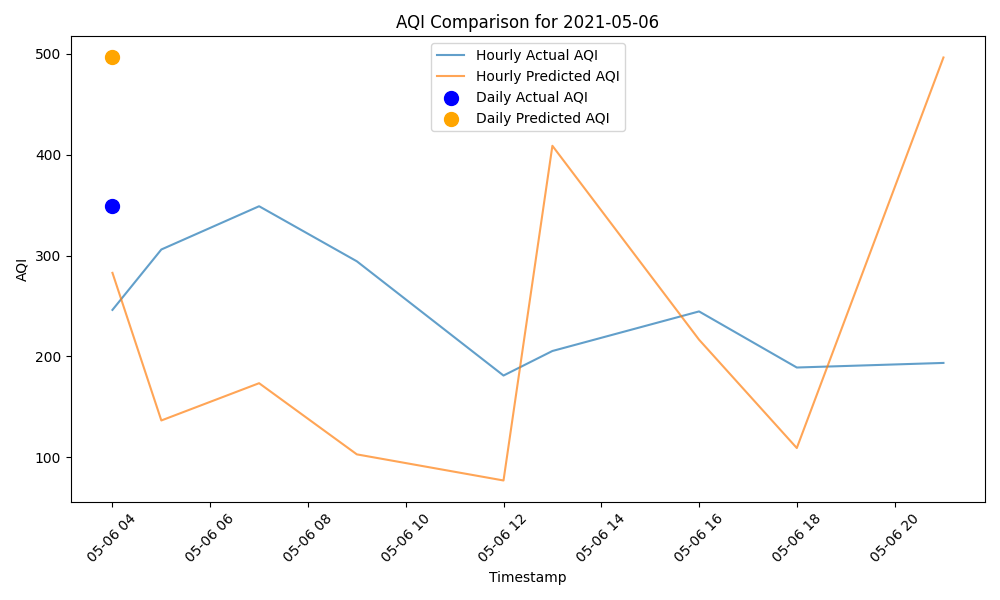 AQI Comparison for 2021-05-06
Hourly Actual AQI
Hourly Predicted AQI
Daily Actual AQI
Daily Predicted AQI
500
400
300
200
100
AQI
05-06 04
05-06 06
05-06 08
05-06 10
05-06 12
05-06 14
05-06 16
05-06 18
05-06 20
Timestamp